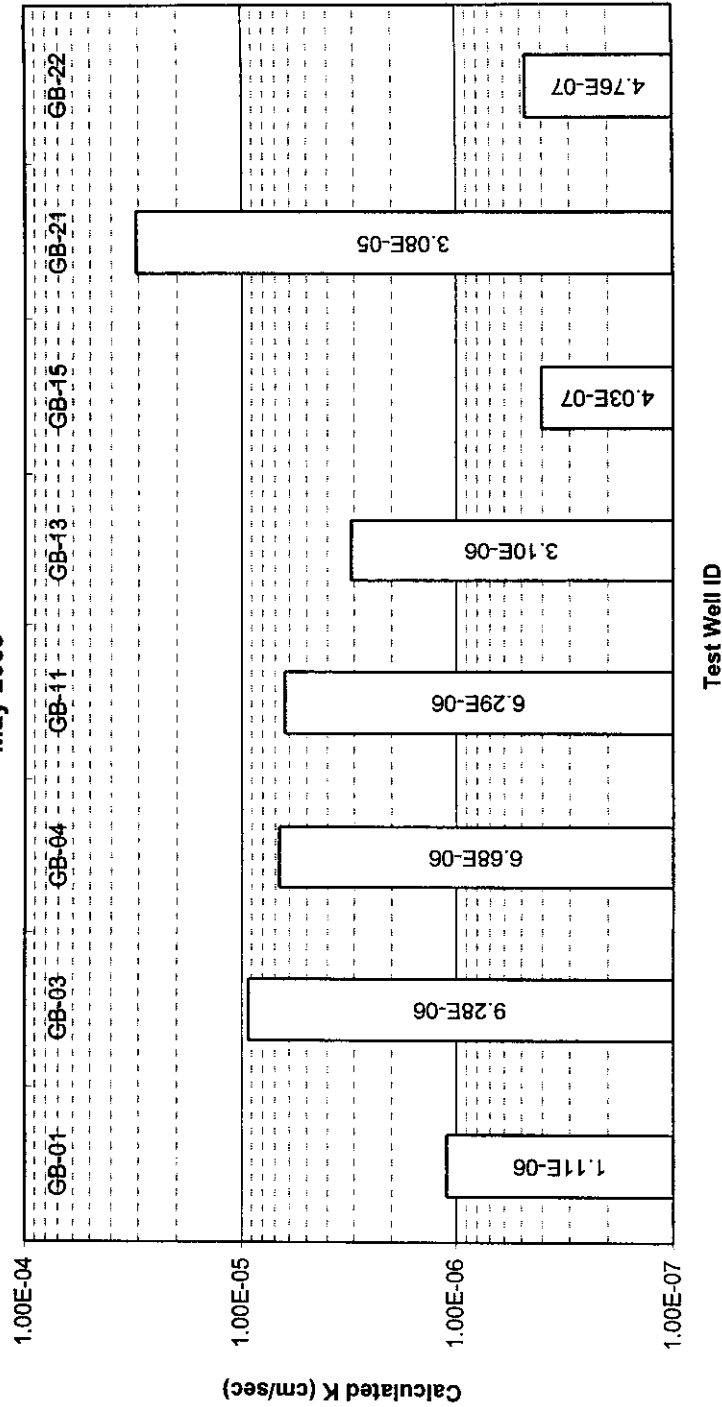 1.00E-04
1.00E-05
1.00E-06
1.00E-07
Calculated K (cm/sec)
GB-01
GB-03
GB-04
GB-11
GB-13
GB-15
GB-21
GB-22
1.11E-06
9.28E-06
6.68E-06
6.29E-06
3.10E-06
4.03E-07
3.08E-05
4.76E-07
Test Well ID